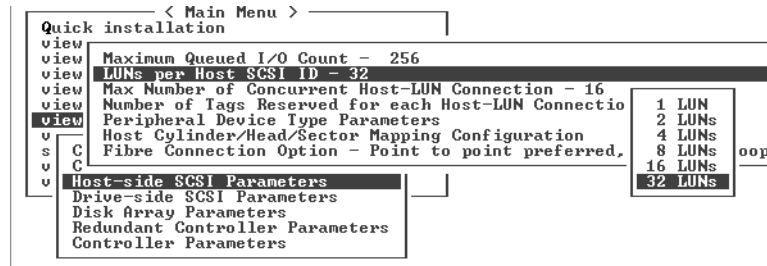 < Main Menu >
Quick installation
view
view Maximum Queued I/O Count - 256
view LUNs per Host SCSI ID - 32
view Max Number of Concurrent Host-LUN Connection - 16
view Number of Tags Reserved for each Host-LUN Connectio 1 LUN
view Peripheral Device Type Parameters 2 LUNs
v Host Cylinder/Head/Sector Mapping Configuration 4 LUNs
s C Fibre Connection Option - Point to point preferred, 8 LUNs oop
v C 16 LUNs
v Host-side SCSI Parameters 32 LUNs
Drive-side SCSI Parameters
Disk Array Parameters
Redundant Controller Parameters
Controller Parameters